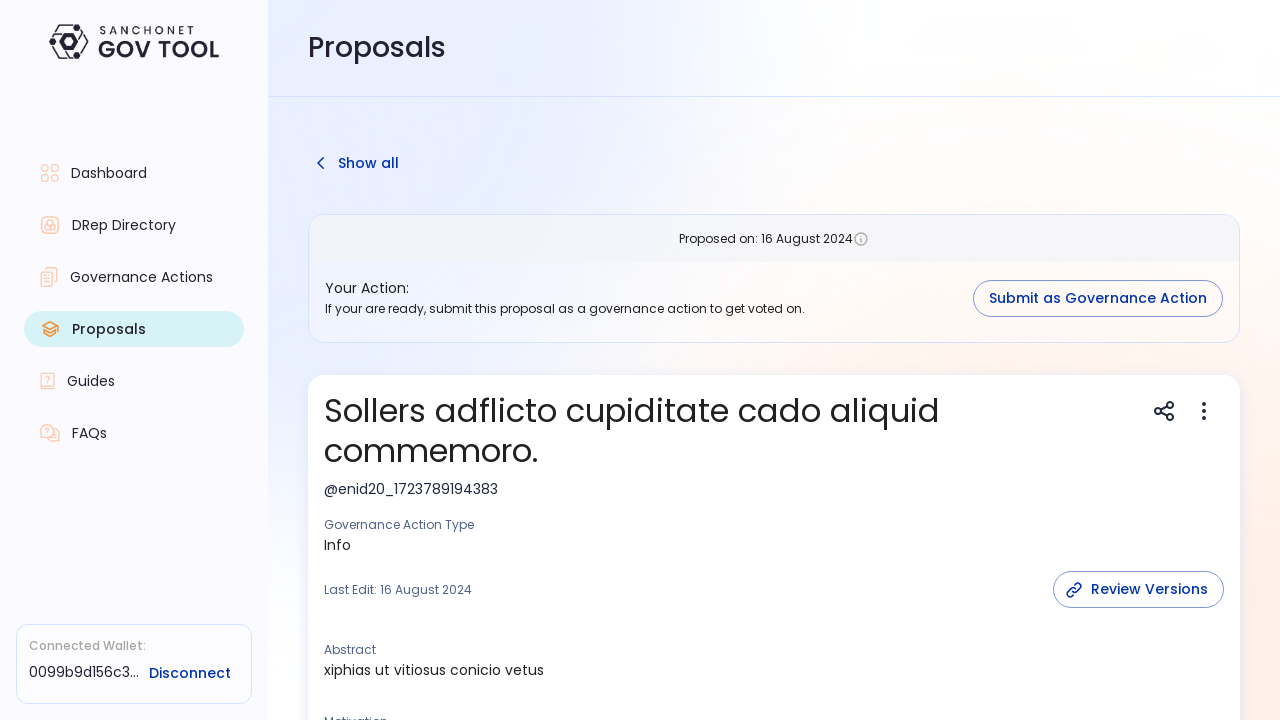 SANCHONET
GOV TOOL
Dashboard
DRep Directory
Governance Actions
Proposals
Guides
FAQs
Connected Wallet:
0099b9d156c3...
Disconnect
Proposals
Show all
Proposed on: 16 August 2024
Your Action:
If your are ready, submit this proposal as a governance action to get voted on.
Submit as Governance Action
Sollers adflicto cupiditate cado aliquid
commemoro.
@enid20_1723789194383
Governance Action Type
Info
Last Edit: 16 August 2024
Review Versions
Abstract
xiphias ut vitiosus conicio vetus
Motivation